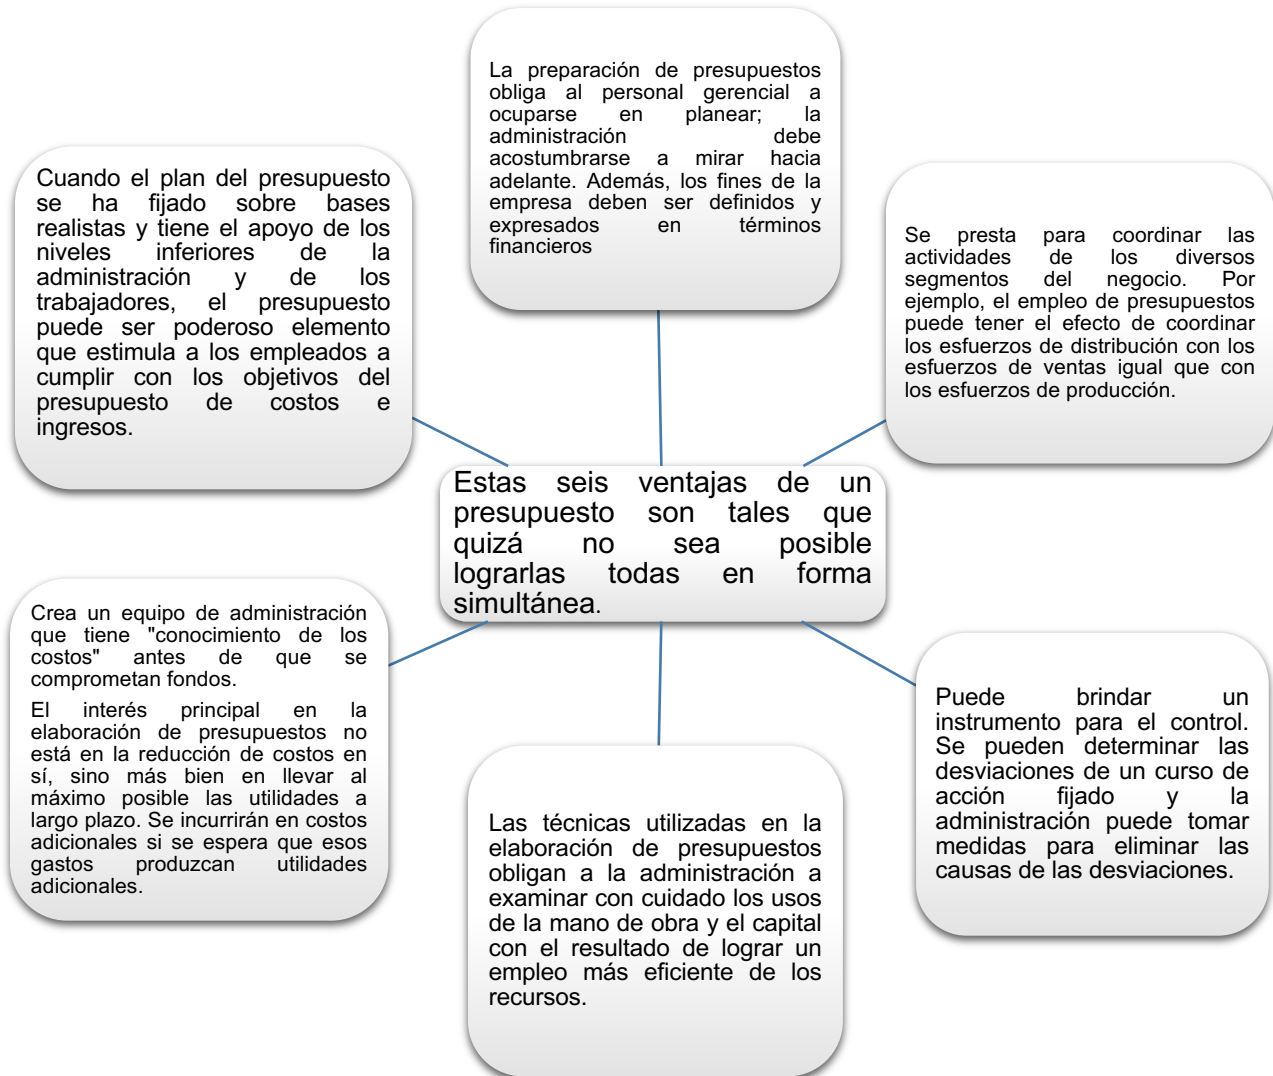 La preparación de presupuestos
obliga al personal gerencial a
ocuparse en planear; la
administración debe
acostumbrarse a mirar hacia
adelante. Además, los fines de la
empresa deben ser definidos y
expresados en términos
financieros
Cuando el plan del presupuesto
se ha fijado sobre bases
realistas y tiene el apoyo de los
niveles inferiores de la
administración y de los
trabajadores, el presupuesto
puede ser poderoso elemento
que estimula a los empleados a
cumplir con los objetivos del
presupuesto de costos e
ingresos.
Se presta para coordinar las
actividades de los diversos
segmentos del negocio. Por
ejemplo, el empleo de presupuestos
puede tener el efecto de coordinar
los esfuerzos de distribución con los
esfuerzos de ventas igual que con
los esfuerzos de producción.
Estas seis ventajas de un
presupuesto son tales que
quizá no sea posible
lograrlas todas en forma
simultánea.
Crea un equipo de administración
que tiene "conocimiento de los
costos" antes de que se
comprometan fondos.
El interés principal en la
elaboración de presupuestos no
está en la reducción de costos en
sí, sino más bien en llevar al
máximo posible las utilidades a
largo plazo. Se incurrirán en costos
adicionales si se espera que esos
gastos produzcan utilidades
adicionales.
Puede brindar un
instrumento para el control.
Se pueden determinar las
desviaciones de un curso de
acción fijado y la
administración puede tomar
medidas para eliminar las
causas de las desviaciones.
Las técnicas utilizadas en la
elaboración de presupuestos
obligan a la administración a
examinar con cuidado los usos
de la mano de obra y el capital
con el resultado de lograr un
empleo más eficiente de los
recursos.